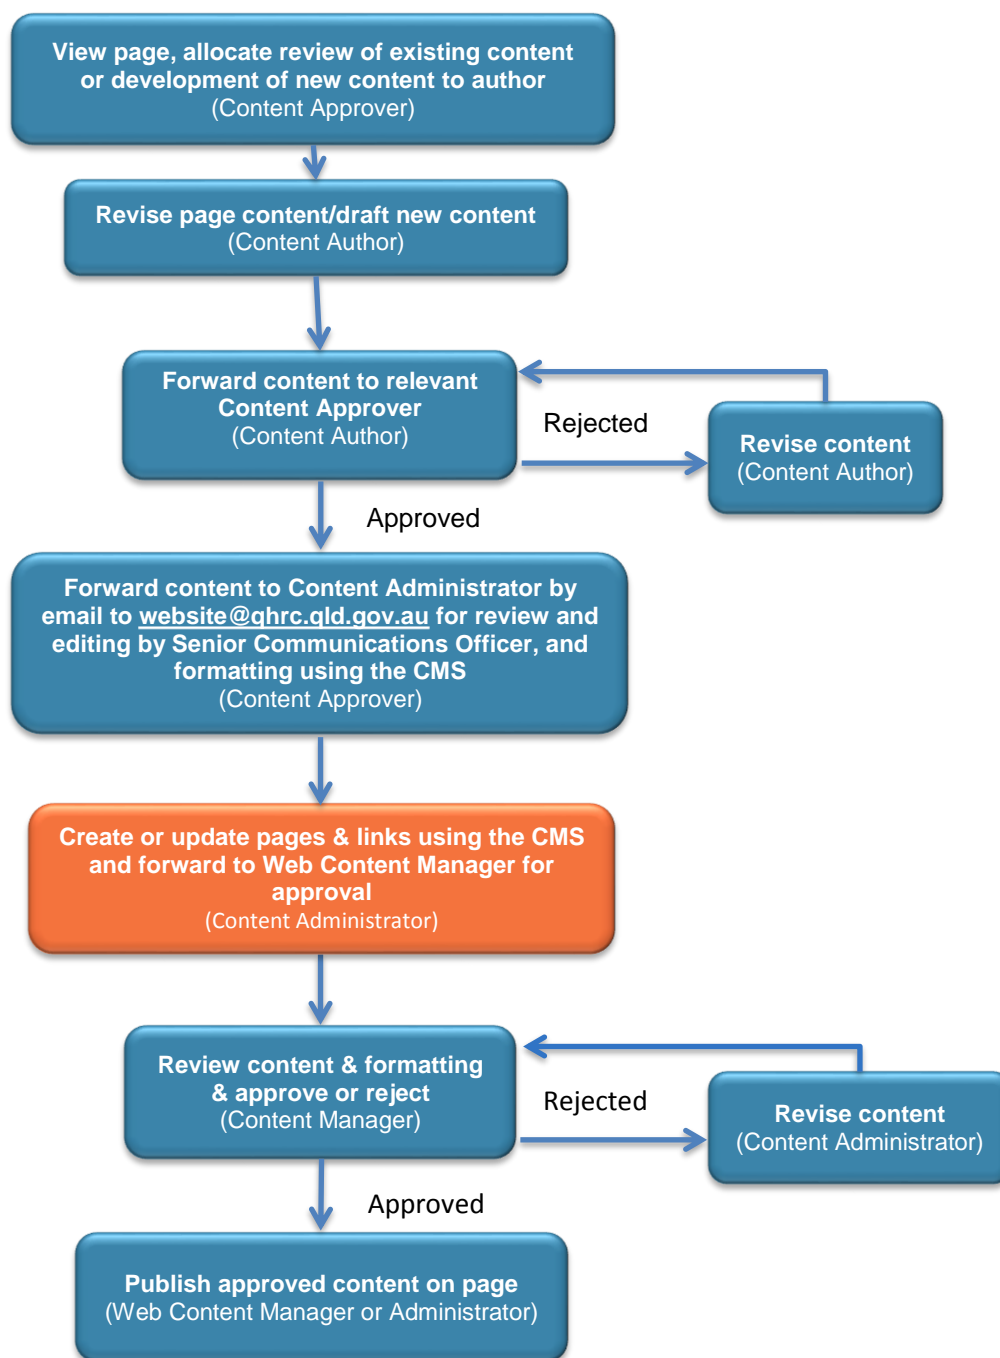 View page, allocate review of existing content
or development of new content to author
(Content Approver)
Revise page content/draft new content
(Content Author)
Forward content to relevant
Content Approver
(Content Author)
Rejected
Revise content
(Content Author)
Approved
Forward content to Content Administrator by
email to website@qhrc.qld.gov.au for review and
editing by Senior Communications Officer, and
formatting using the CMS
(Content Approver)
Create or update pages & links using the CMS
and forward to Web Content Manager for
approval
(Content Administrator)
Review content & formatting
& approve or reject
(Content Manager)
Rejected
Revise content
(Content Administrator)
Approved
Publish approved content on page
(Web Content Manager or Administrator)